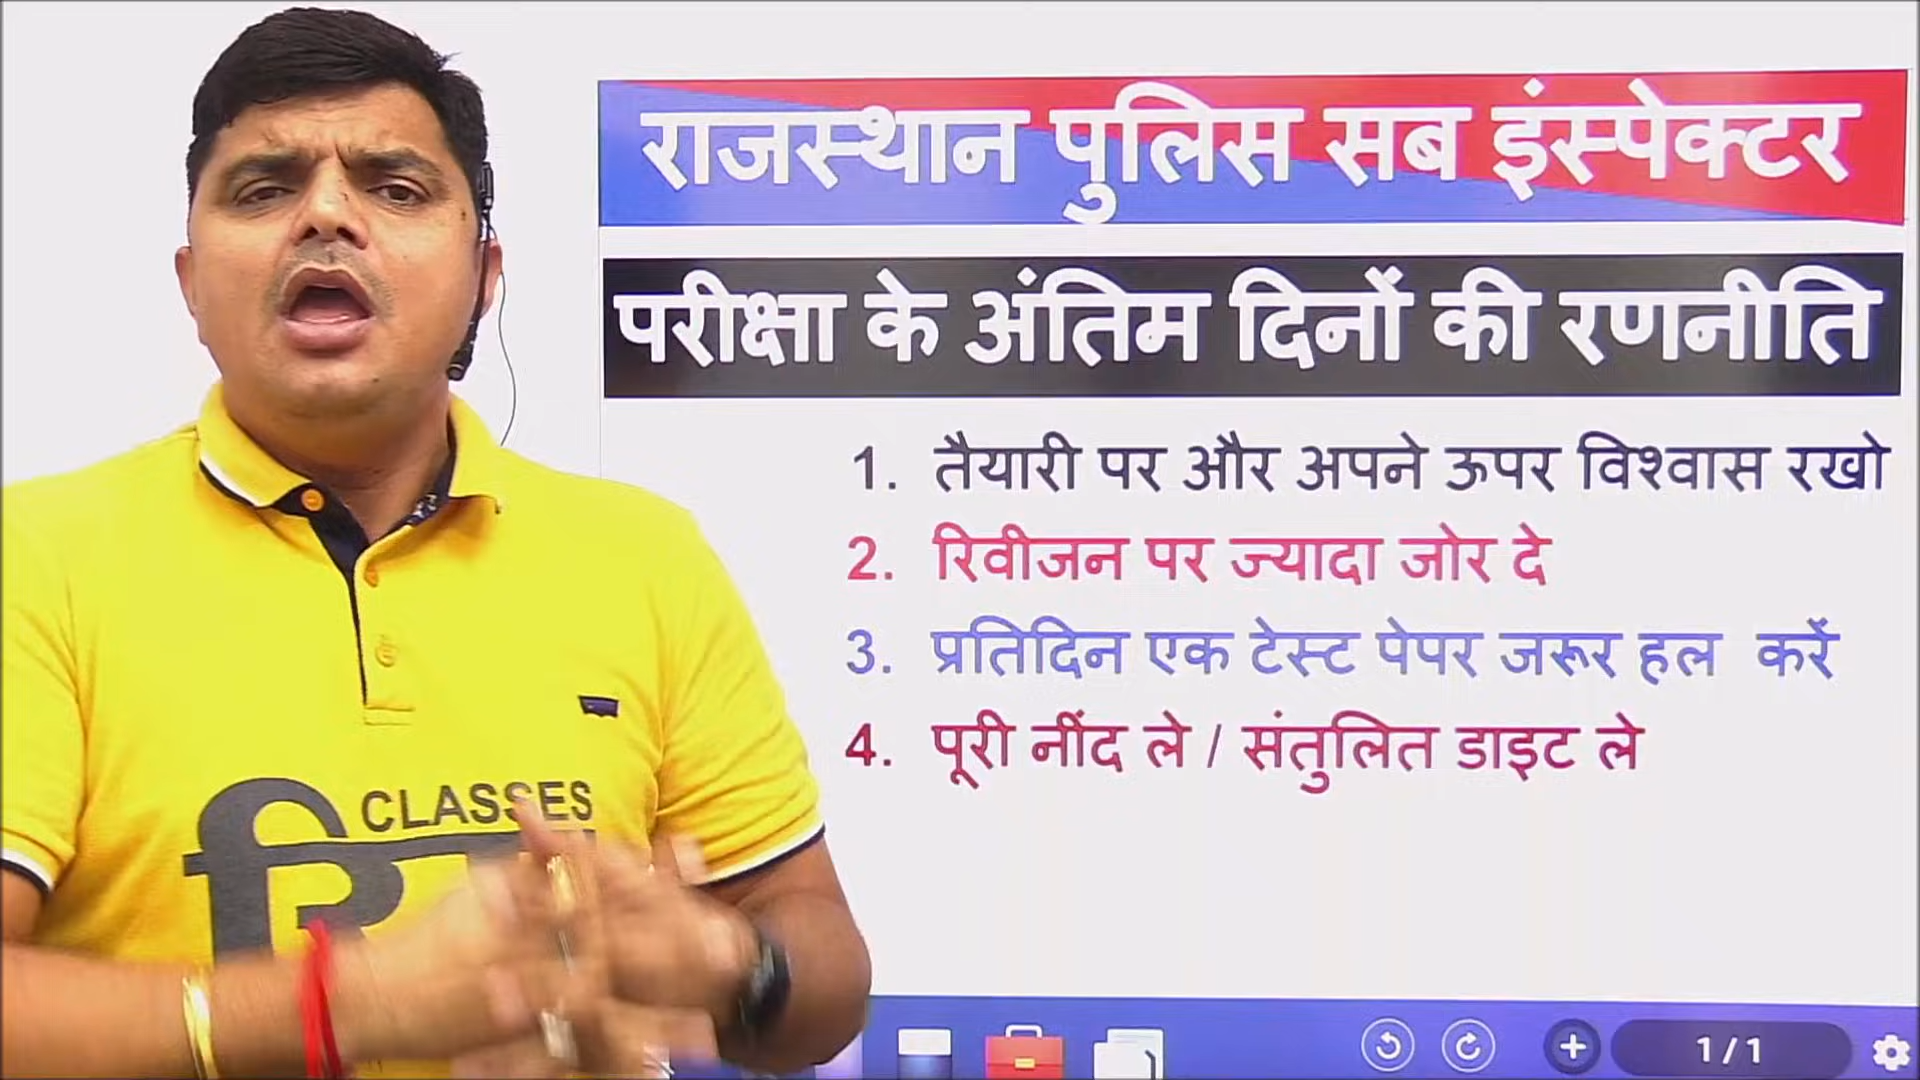 राजस्थान पुलिस सब इंस्पेक्टर
परीक्षा के अंतिम दिनों की रणनीति
1. तैयारी पर और अपने ऊपर विश्वास रखो
2. रिवीजन पर ज्यादा जोर दे
3. प्रतिदिन एक टेस्ट पेपर जरूर हल करें
4. पूरी नींद ले / संतुलित डाइट ले
CLASSES
1/1